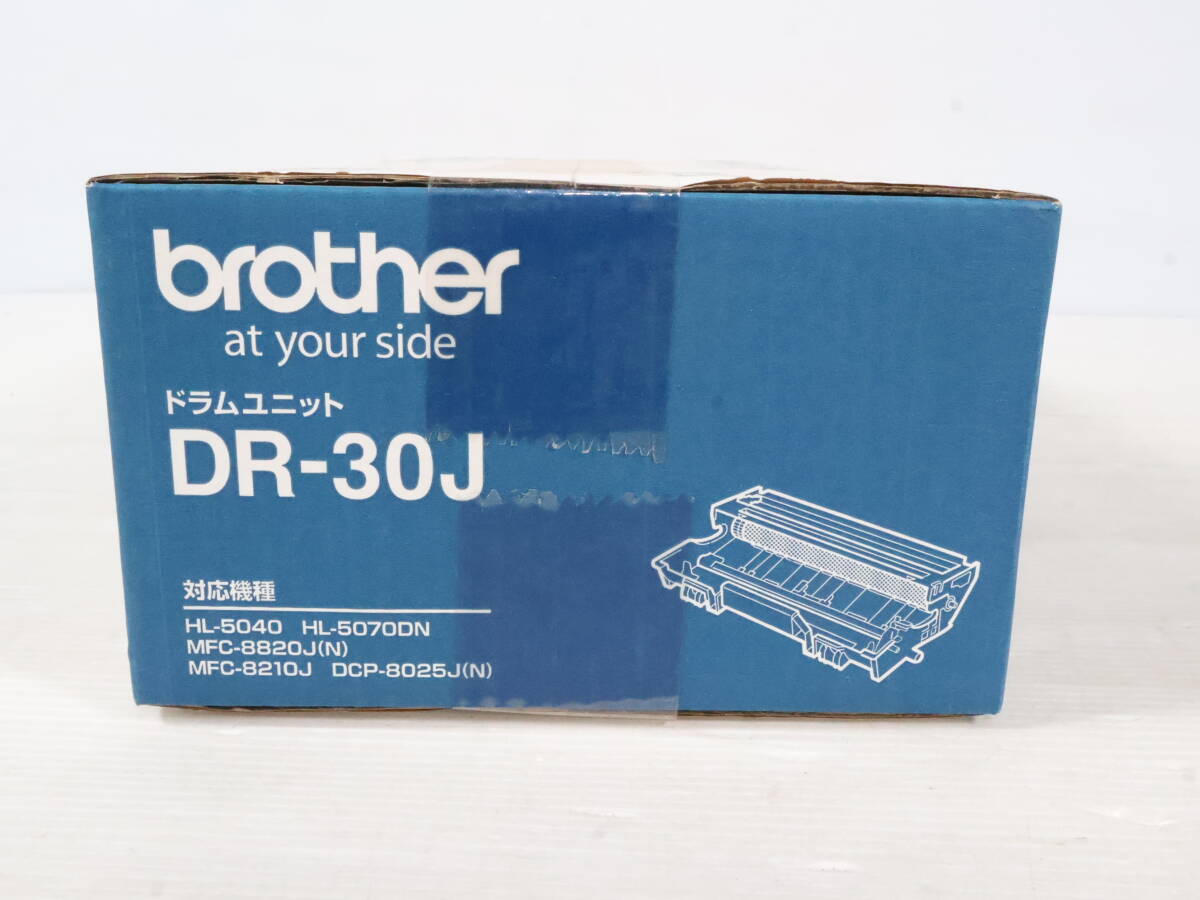 brother
at your side
ドラムユニット
DR-30J
対応機種
HL-5040 HL-5070DN
MFC-8820J(N)
MFC-8210J DCP-8025J(N)